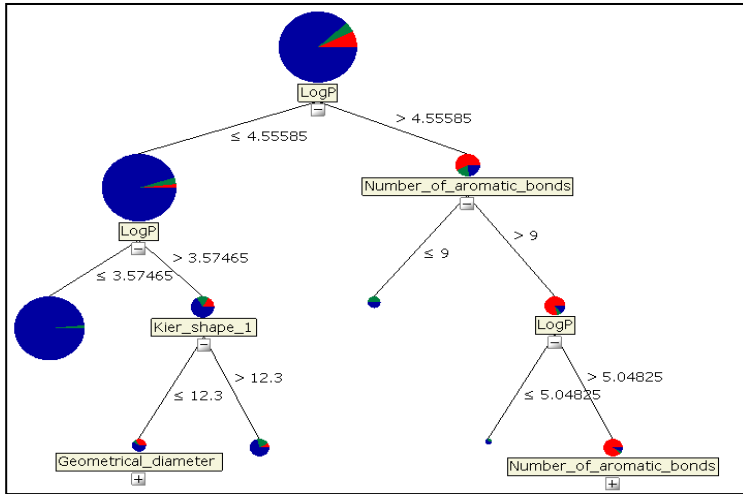 LogP
≤ 4.55585
> 4.55585
LogP
Number_of_aromatic_bonds
≤ 3.57465
> 3.57465
≤ 9
> 9
Kier_shape_1
LogP
≤ 12.3
> 12.3
≤ 5.04825
> 5.04825
Geometrical_diameter
Number_of_aromatic_bonds